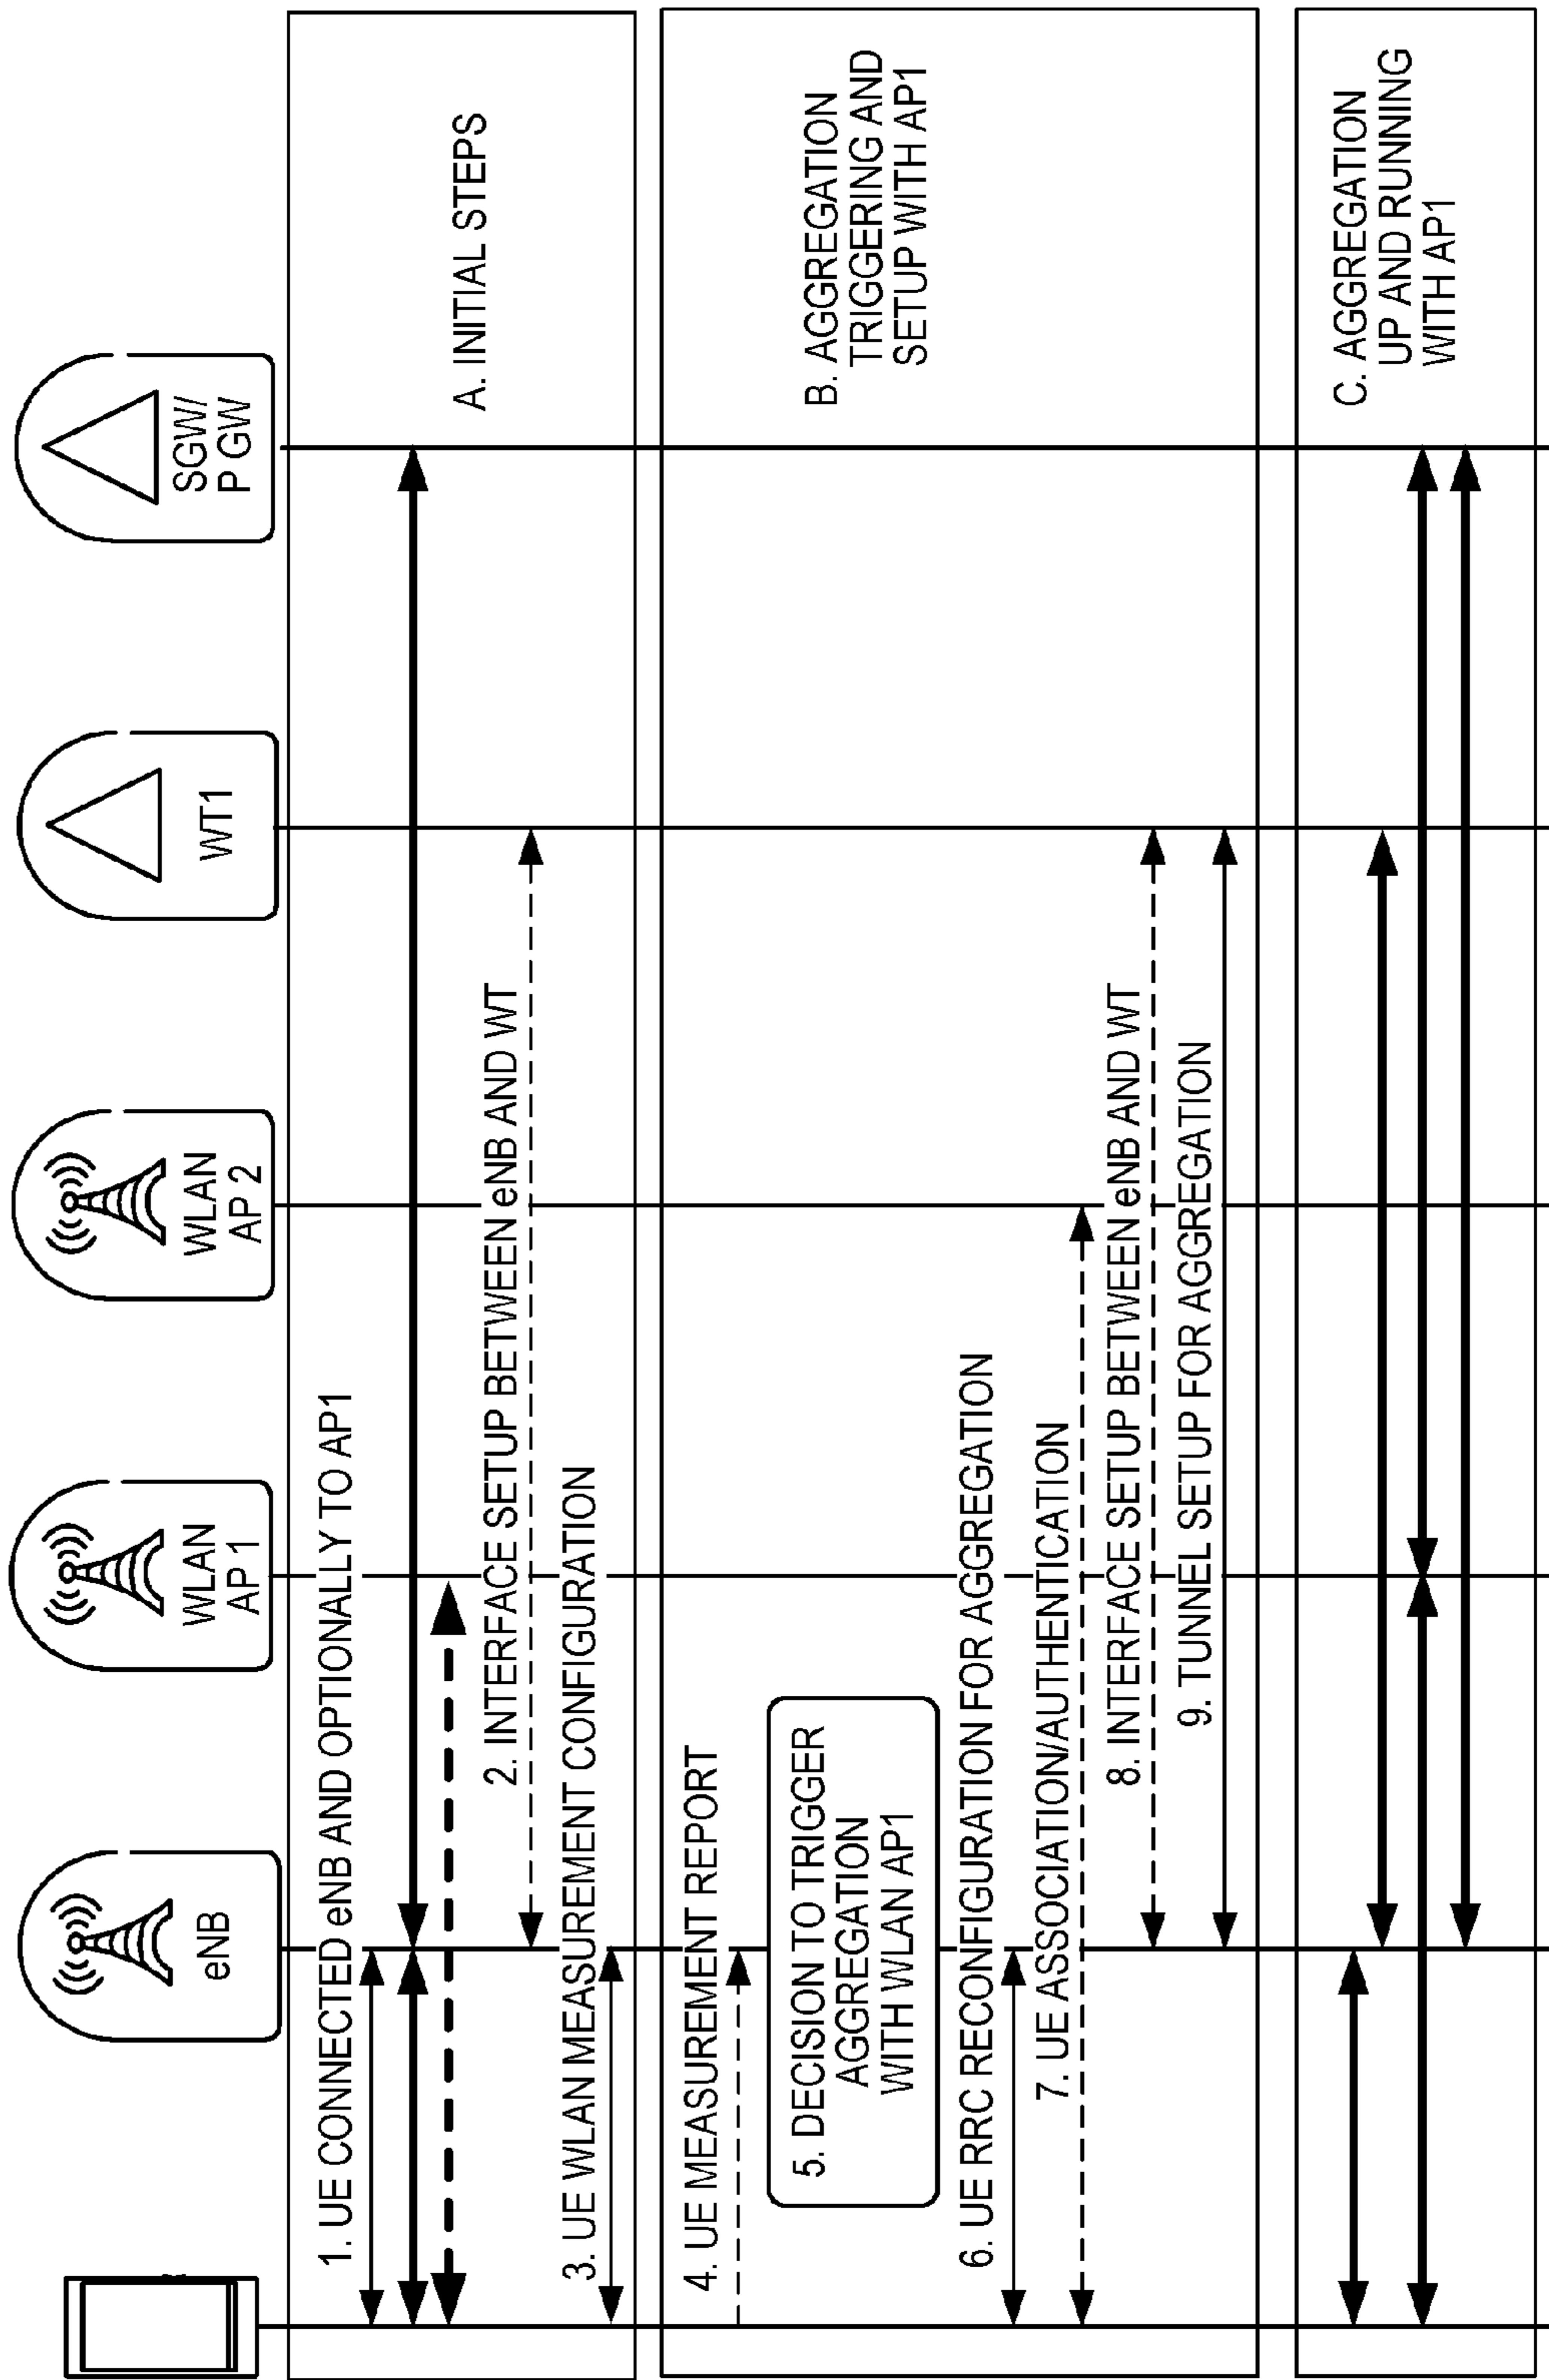 eNB
WLAN
AP 1
WLAN
AP 2
WT1
SGW/
P GW
1. UE CONNECTED eNB AND OPTIONALLY TO AP1
A. INITIAL STEPS
2. INTERFACE SETUP BETWEEN eNB AND WT
3. UE WLAN MEASUREMENT CONFIGURATION
4. UE MEASUREMENT REPORT
5. DECISION TO TRIGGER
AGGREGATION
WITH WLAN AP1
B. AGGREGATION
TRIGGERING AND
SETUP WITH AP1
6. UE RRC RECONFIGURATION FOR AGGREGATION
7. UE ASSOCIATION/AUTHENTICATION
8. INTERFACE SETUP BETWEEN eNB AND WT
9. TUNNEL SETUP FOR AGGREGATION
C. AGGREGATION
UP AND RUNNING
WITH AP1